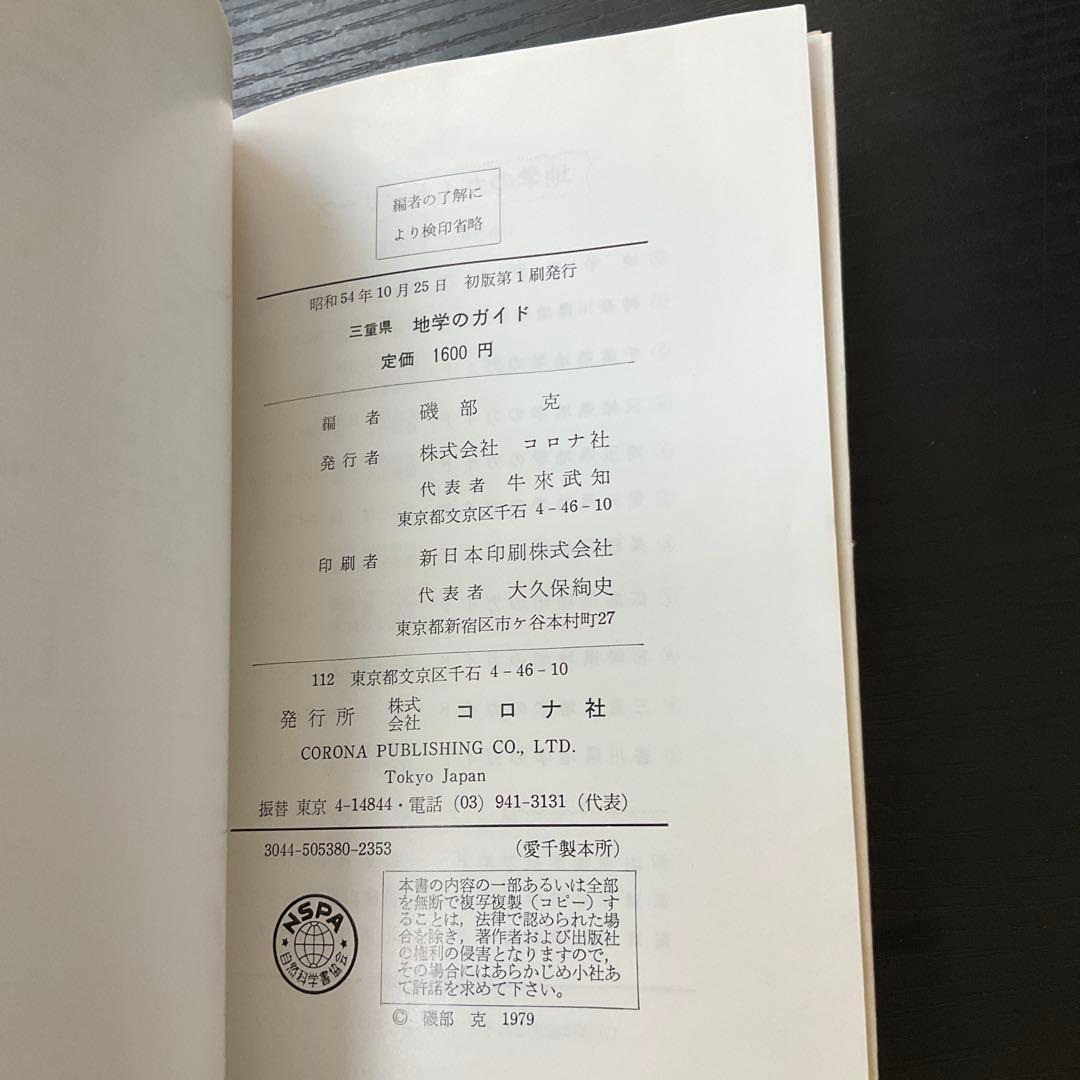 編者の了解に
より検印省略
昭和54年10月25日 初版第1刷発行
三重県 地学のガイド
定価 1600 円
編者 磯部 克
発行者 株式会社 コロナ社
代表者 牛來武知
東京都文京区千石 4-46-10
印刷者 新日本印刷株式会社
代表者 大久保絢史
東京都新宿区市ヶ谷本村町27
112 東京都文京区千石 4-46-10
発行所 株式会社 コロナ社
CORONA PUBLISHING CO., LTD.
Tokyo Japan
振替 東京 4-14844・電話 (03) 941-3131 (代表)
3044-505380-2353 (愛千製本所)
NSPA
自然科学書協会
本書の内容の一部あるいは全部
を無断で複写複製(コピー)す
ることは,法律で認められた場
合を除き,著作者および出版社
の権利の侵害となりますので,
その場合にはあらかじめ小社あ
て許諾を求めて下さい。
© 磯部 克 1979